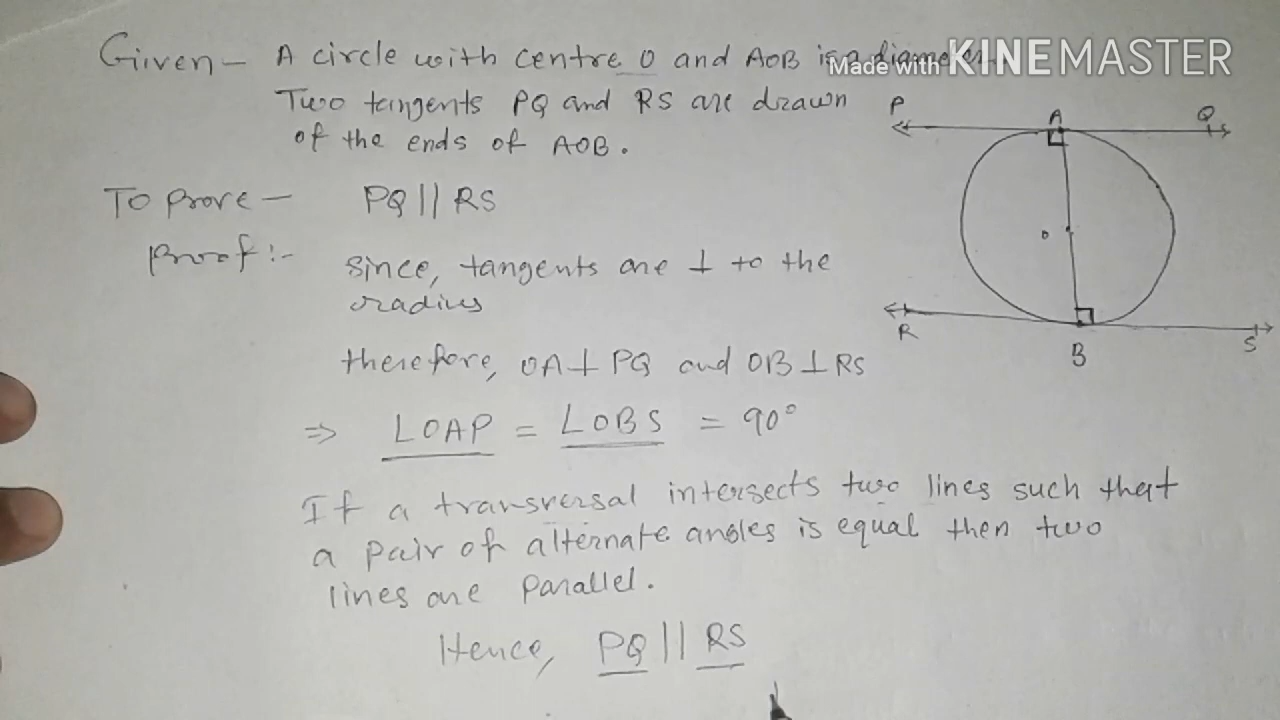 Given - A circle with centre O and AOB is a diameter.
Made with KINEMASTER
Two tangents PQ and RS are drawn
of the ends of AOB.
P A Q
To Prove - PQ || RS
Proof :- since, tangents are ⊥ to the
radius
O
therefore, OA ⊥ PQ and OB ⊥ RS
R B S
⇒ ∠OAP = ∠OBS = 90°
If a transversal intersects two lines such that
a pair of alternate angles is equal then two
lines are parallel.
Hence, PQ || RS